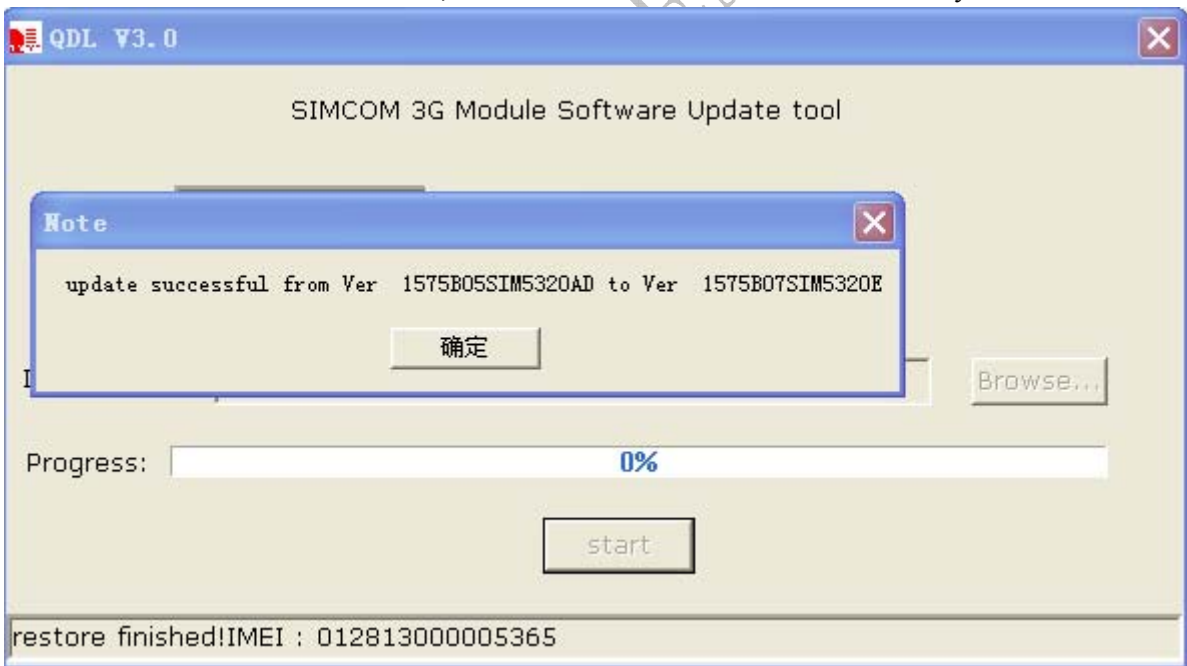 QDL V3.0
SIMCOM 3G Module Software Update tool
Note
update successful from Ver 1575B05SIM5320AD to Ver 1575B07SIM5320E
确定
Browse...
Progress:
0%
start
restore finished!IMEI : 012813000005365